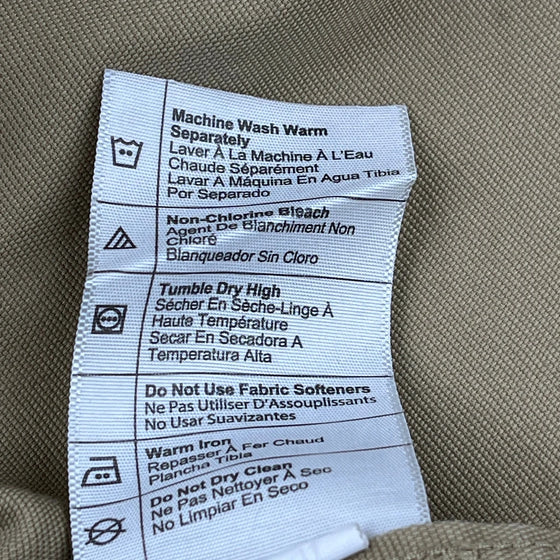 Machine Wash Warm
Separately
Laver À La Machine À L'Eau
Chaude Séparément
Lavar A Máquina En Agua Tibia
Por Separado
Non-Chlorine Bleach
Agent De Blanchiment Non
Chloré
Blanqueador Sin Cloro
Tumble Dry High
Sécher En Sèche-Linge À
Haute Température
Secar En Secadora A
Temperatura Alta
Do Not Use Fabric Softeners
Ne Pas Utiliser D'Assouplissants
No Usar Suavizantes
Warm Iron
Repasser À Fer Chaud
Plancha Tibia
Do Not Dry Clean
Ne Pas Nettoyer À Sec
No Limpiar En Seco